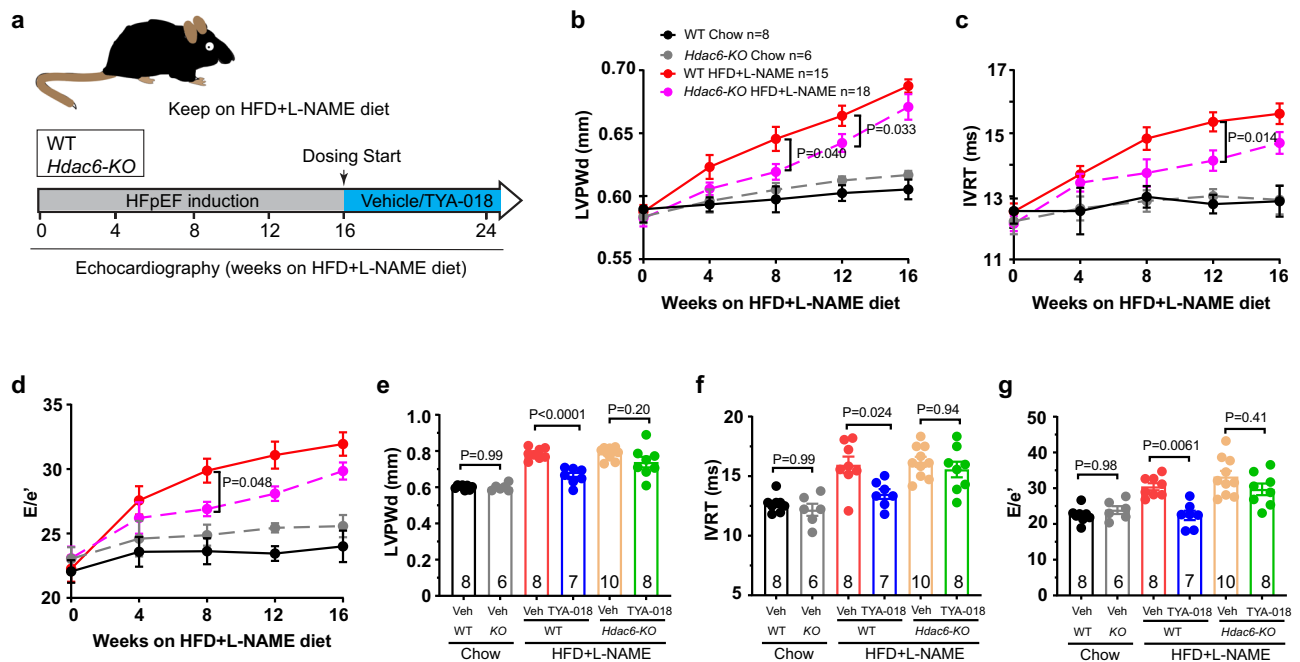 a
Keep on HFD+L-NAME diet
WT
Hdac6-KO
Dosing Start
HFpEF induction
Vehicle/TYA-018
0 4 8 12 16 24
Echocardiography (weeks on HFD+L-NAME diet)
b
WT Chow n=8
Hdac6-KO Chow n=6
WT HFD+L-NAME n=15
Hdac6-KO HFD+L-NAME n=18
LVPWd (mm)
0.70
0.65
0.60
0.55
P=0.040
P=0.033
0 4 8 12 16
Weeks on HFD+L-NAME diet
c
IVRT (ms)
17
15
13
11
P=0.014
0 4 8 12 16
Weeks on HFD+L-NAME diet
d
E/e'
35
30
25
20
P=0.048
0 4 8 12 16
Weeks on HFD+L-NAME diet
e
LVPWd (mm)
1.0
0.8
0.6
0.4
0.2
0.0
P=0.99
P<0.0001
P=0.20
8 6 8 7 10 8
Veh Veh TYA-018 Veh TYA-018
WT KO WT Hdac6-KO
Chow HFD+L-NAME
f
IVRT (ms)
20
15
10
5
P=0.99
P=0.024
P=0.94
8 6 8 7 10 8
Veh Veh TYA-018 Veh TYA-018
WT KO WT Hdac6-KO
Chow HFD+L-NAME
g
E/e'
50
40
30
20
10
0
P=0.98
P=0.0061
P=0.41
8 6 8 7 10 8
Veh Veh TYA-018 Veh TYA-018
WT KO WT Hdac6-KO
Chow HFD+L-NAME